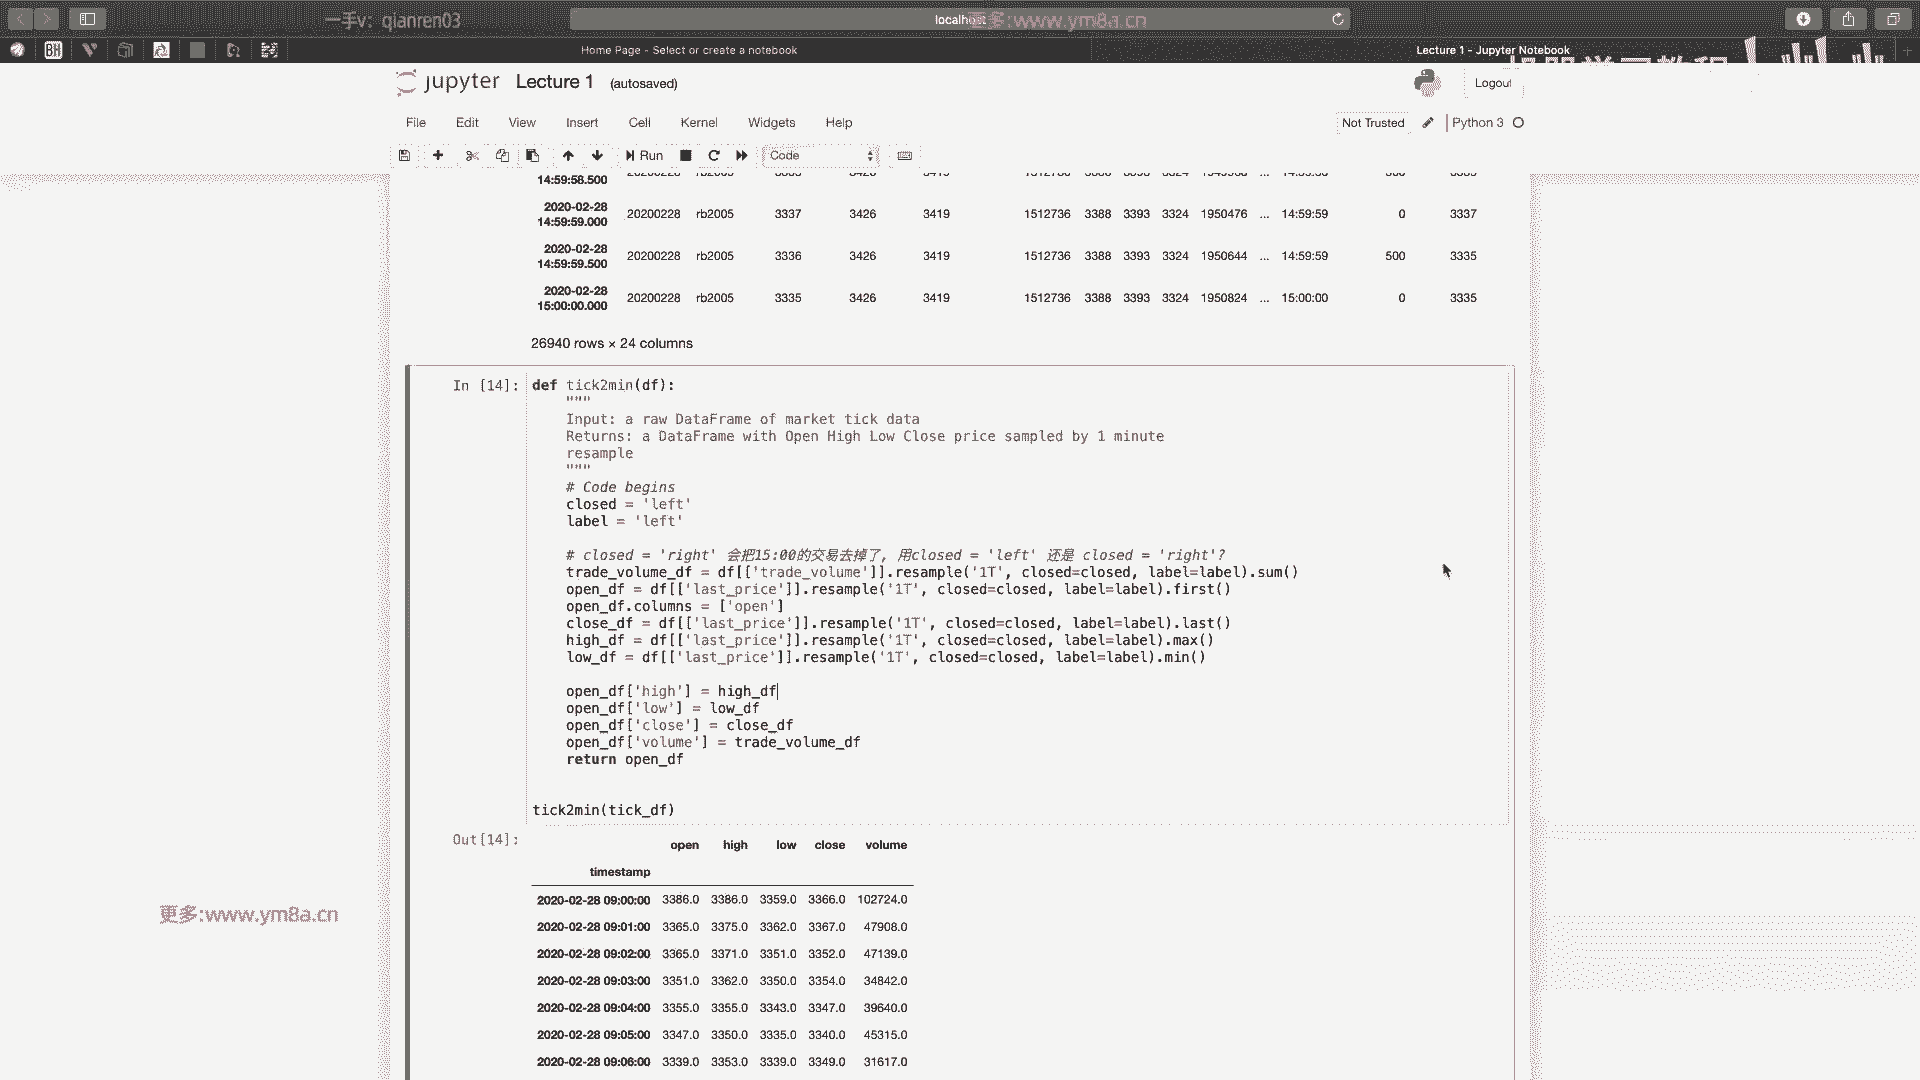 一手v：qianren03
更多:www.ym8a.cn
Home Page - Select or create a notebook
Lecture 1 - Jupyter Notebook
jupyter Lecture 1 (autosaved)
Logout
File Edit View Insert Cell Kernel Widgets Help
Not Trusted Python 3
Run Code
14:59:58.500
2020-02-28
14:59:59.000 20200228 rb2005 3337 3426 3419 1512736 3388 3393 3324 1950476 ... 14:59:59 0 3337
2020-02-28
14:59:59.500 20200228 rb2005 3336 3426 3419 1512736 3388 3393 3324 1950644 ... 14:59:59 500 3335
2020-02-28
15:00:00.000 20200228 rb2005 3335 3426 3419 1512736 3388 3393 3324 1950824 ... 15:00:00 0 3335
26940 rows × 24 columns
In [14]: def tick2min(df):
"""
Input: a raw DataFrame of market tick data
Returns: a DataFrame with Open High Low Close price sampled by 1 minute
resample
"""
# Code begins
closed = 'left'
label = 'left'
# closed = 'right' 会把15:00的交易去掉了, 用closed = 'left' 还是 closed = 'right'?
trade_volume_df = df[['trade_volume']].resample('1T', closed=closed, label=label).sum()
open_df = df[['last_price']].resample('1T', closed=closed, label=label).first()
open_df.columns = ['open']
close_df = df[['last_price']].resample('1T', closed=closed, label=label).last()
high_df = df[['last_price']].resample('1T', closed=closed, label=label).max()
low_df = df[['last_price']].resample('1T', closed=closed, label=label).min()
open_df['high'] = high_df
open_df['low'] = low_df
open_df['close'] = close_df
open_df['volume'] = trade_volume_df
return open_df
tick2min(tick_df)
Out[14]:
open high low close volume
timestamp
2020-02-28 09:00:00 3386.0 3386.0 3359.0 3366.0 102724.0
2020-02-28 09:01:00 3365.0 3375.0 3362.0 3367.0 47908.0
2020-02-28 09:02:00 3365.0 3371.0 3351.0 3352.0 47139.0
2020-02-28 09:03:00 3351.0 3362.0 3350.0 3354.0 34842.0
2020-02-28 09:04:00 3355.0 3355.0 3343.0 3347.0 39640.0
2020-02-28 09:05:00 3347.0 3350.0 3335.0 3340.0 45315.0
2020-02-28 09:06:00 3339.0 3353.0 3339.0 3349.0 31617.0
更多:www.ym8a.cn